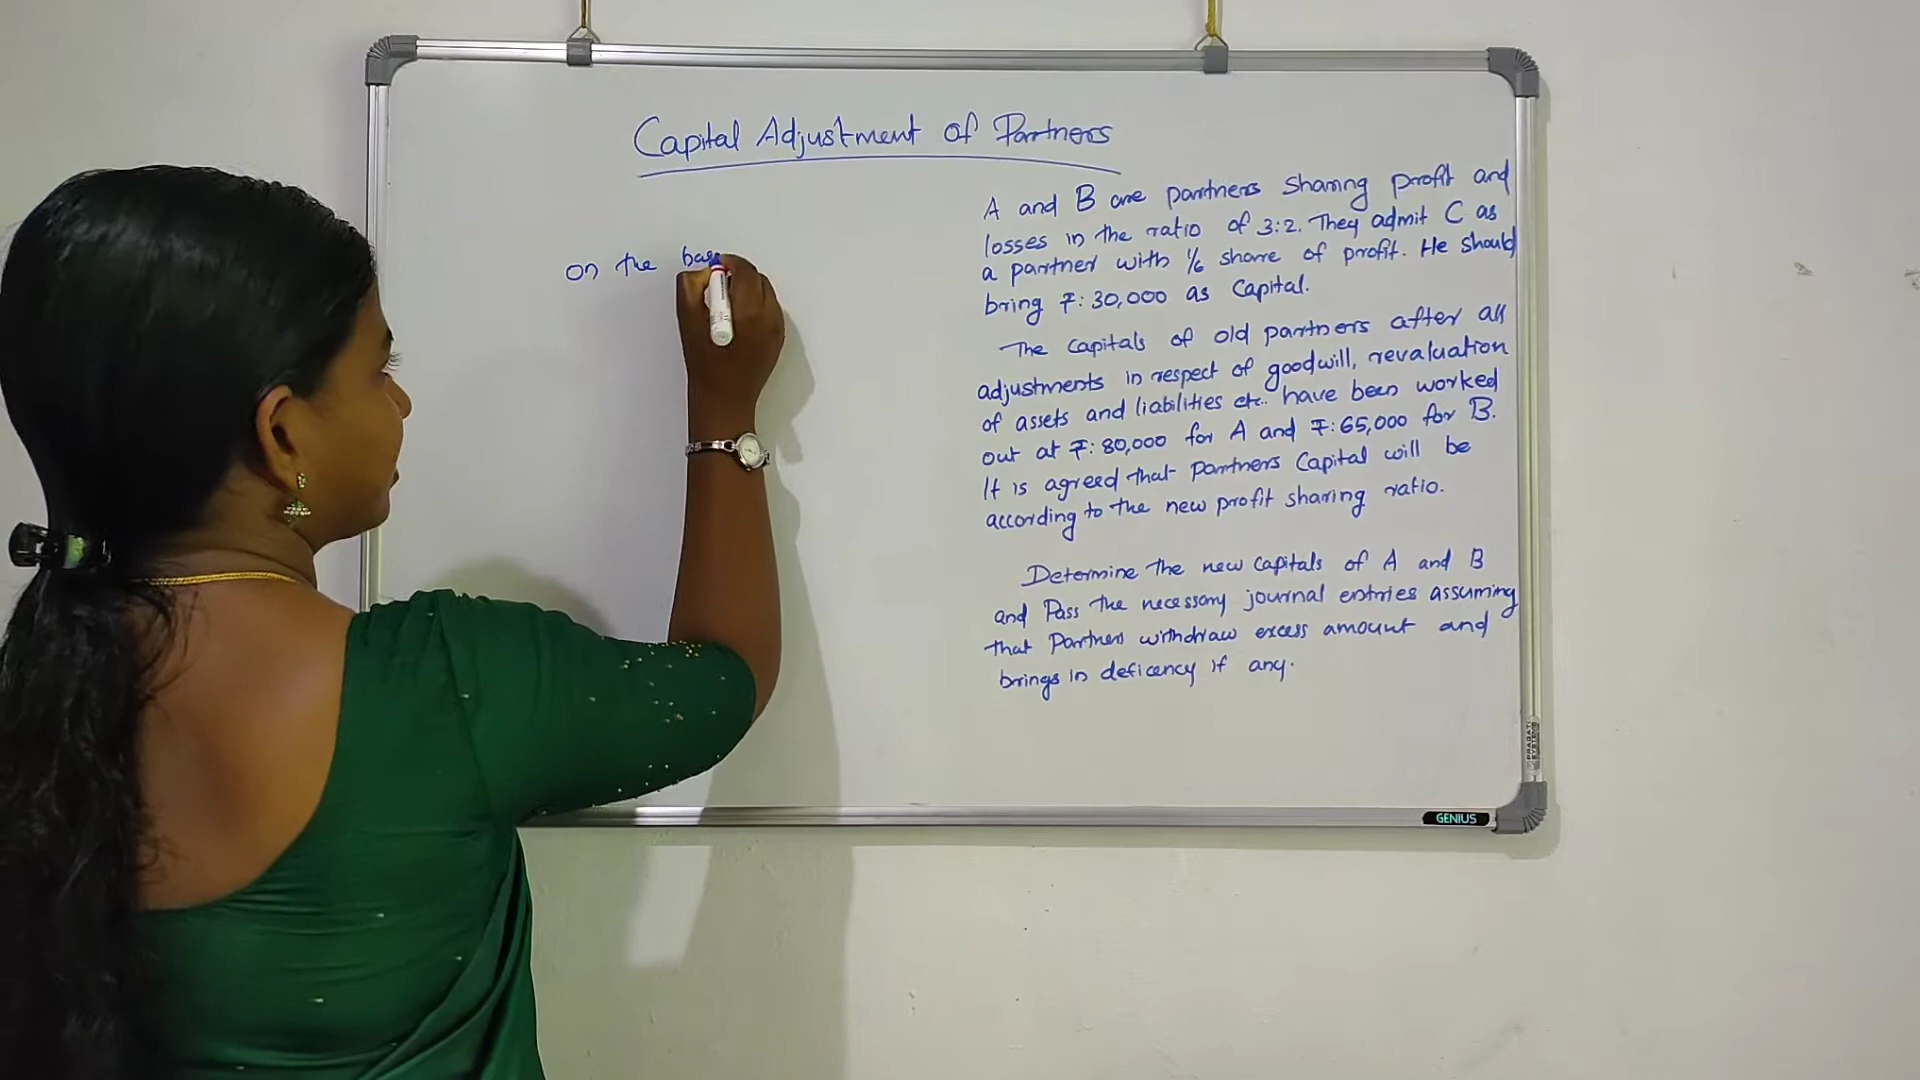 Capital Adjustment of Partners
on the bas
A and B are partners sharing profit and
losses in the ratio of 3:2. They admit C as
a partner with 1/6 share of profit. He should
bring ₹: 30,000 as capital.
The capitals of old partners after all
adjustments in respect of goodwill, revaluation
of assets and liabilities etc.. have been worked
out at ₹: 80,000 for A and ₹: 65,000 for B.
It is agreed that partners capital will be
according to the new profit sharing ratio.
Determine the new capitals of A and B
and Pass the necessary journal entries assuming
that Partners withdraw excess amount and
brings in deficency if any.
PRAGATI SYSTEMS
GENIUS